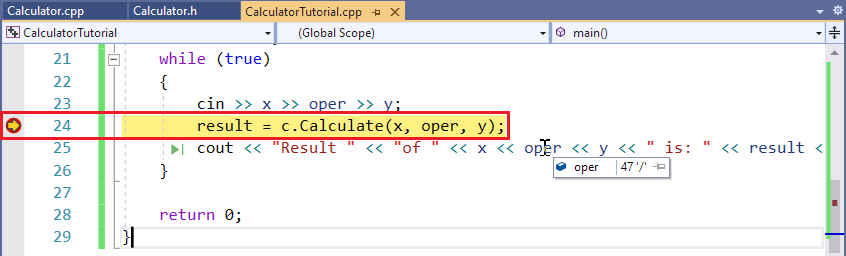 Calculator.cpp Calculator.h CalculatorTutorial.cpp
CalculatorTutorial (Global Scope) main()
21 while (true)
22 {
23 cin >> x >> oper >> y;
24 result = c.Calculate(x, oper, y);
25 cout << "Result " << "of " << x << oper << y << " is: " << result <
26 }
oper 47 '/'
27
28 return 0;
29 }